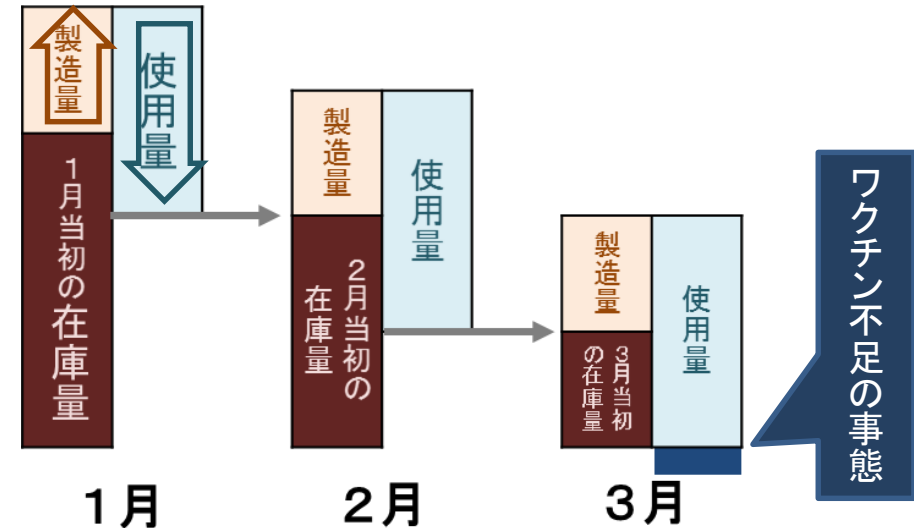 製造量
使用量
1月当初の在庫量
製造量
使用量
2月当初の
在庫量
製造量
使用量
3月当初
の在庫量
ワクチン不足の事態
1月
2月
3月